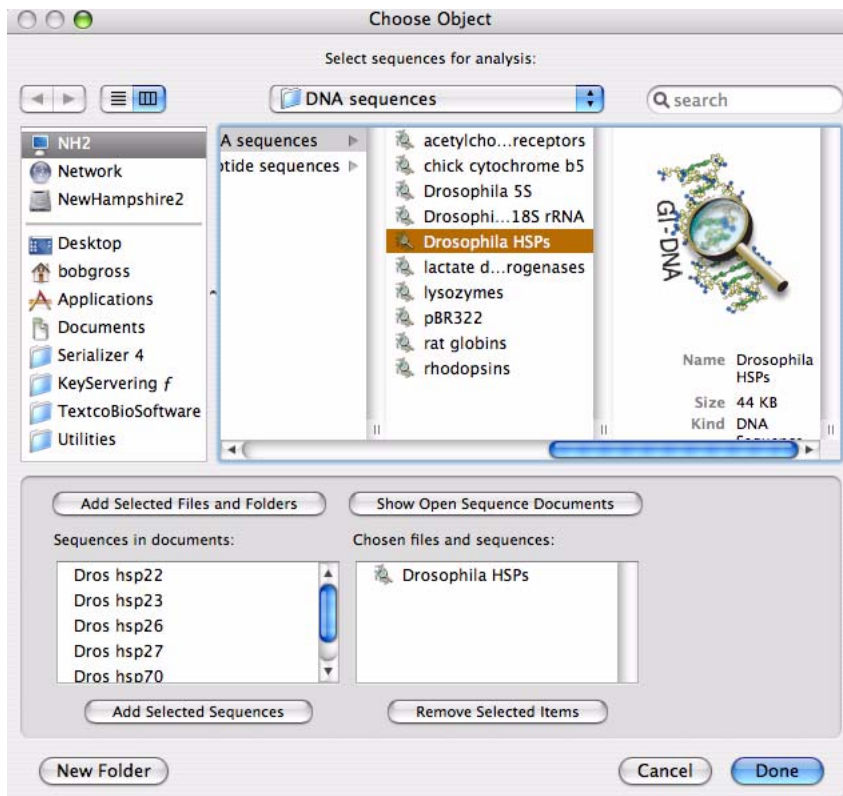 Choose Object
Select sequences for analysis:
DNA sequences
search
NH2
Network
NewHampshire2
Desktop
bobgross
Applications
Documents
Serializer 4
KeyServering ƒ
TextcoBioSoftware
Utilities
A sequences
tide sequences
acetylcho...receptors
chick cytochrome b5
Drosophila 5S
Drosophi...18S rRNA
Drosophila HSPs
lactate d...rogenases
lysozymes
pBR322
rat globins
rhodopsins
GI-DNA
Name Drosophila
HSPs
Size 44 KB
Kind DNA
Add Selected Files and Folders
Show Open Sequence Documents
Sequences in documents:
Chosen files and sequences:
Dros hsp22
Dros hsp23
Dros hsp26
Dros hsp27
Dros hsp70
Drosophila HSPs
Add Selected Sequences
Remove Selected Items
New Folder
Cancel
Done